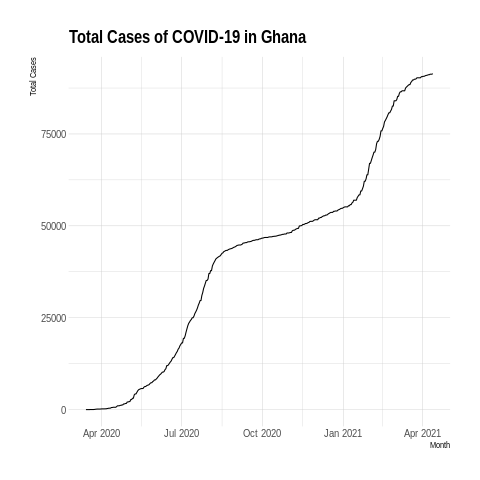 Total Cases of COVID-19 in Ghana
Total Cases
75000
50000
25000
0
Apr 2020 Jul 2020 Oct 2020 Jan 2021 Apr 2021
Month